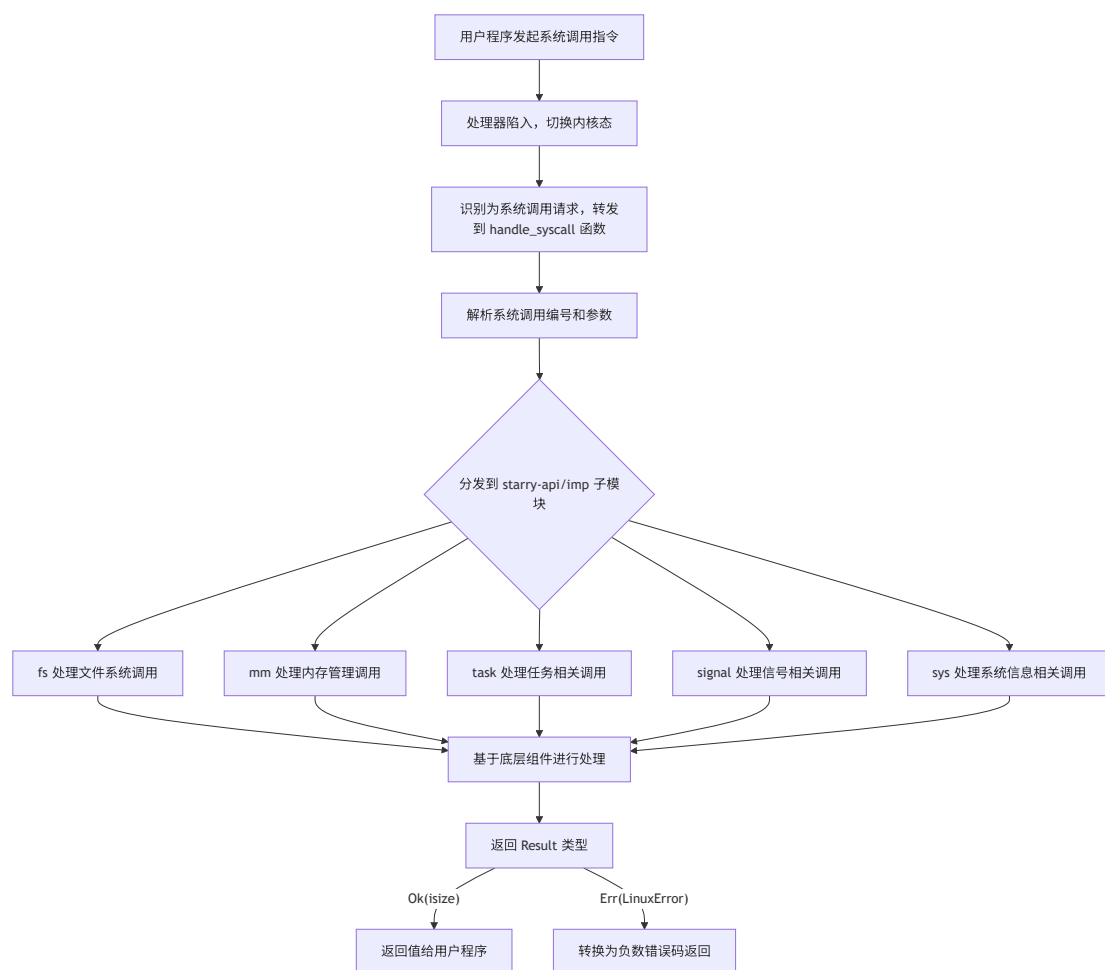 用户程序发起系统调用指令
处理器陷入，切换内核态
识别为系统调用请求，转发
到 handle_syscall 函数
解析系统调用编号和参数
分发到 starry-api/imp 子模
块
fs 处理文件系统调用
mm 处理内存管理调用
task 处理任务相关调用
signal 处理信号相关调用
sys 处理系统信息相关调用
基于底层组件进行处理
返回 Result 类型
Ok(isize)
Err(LinuxError)
返回值给用户程序
转换为负数错误码返回